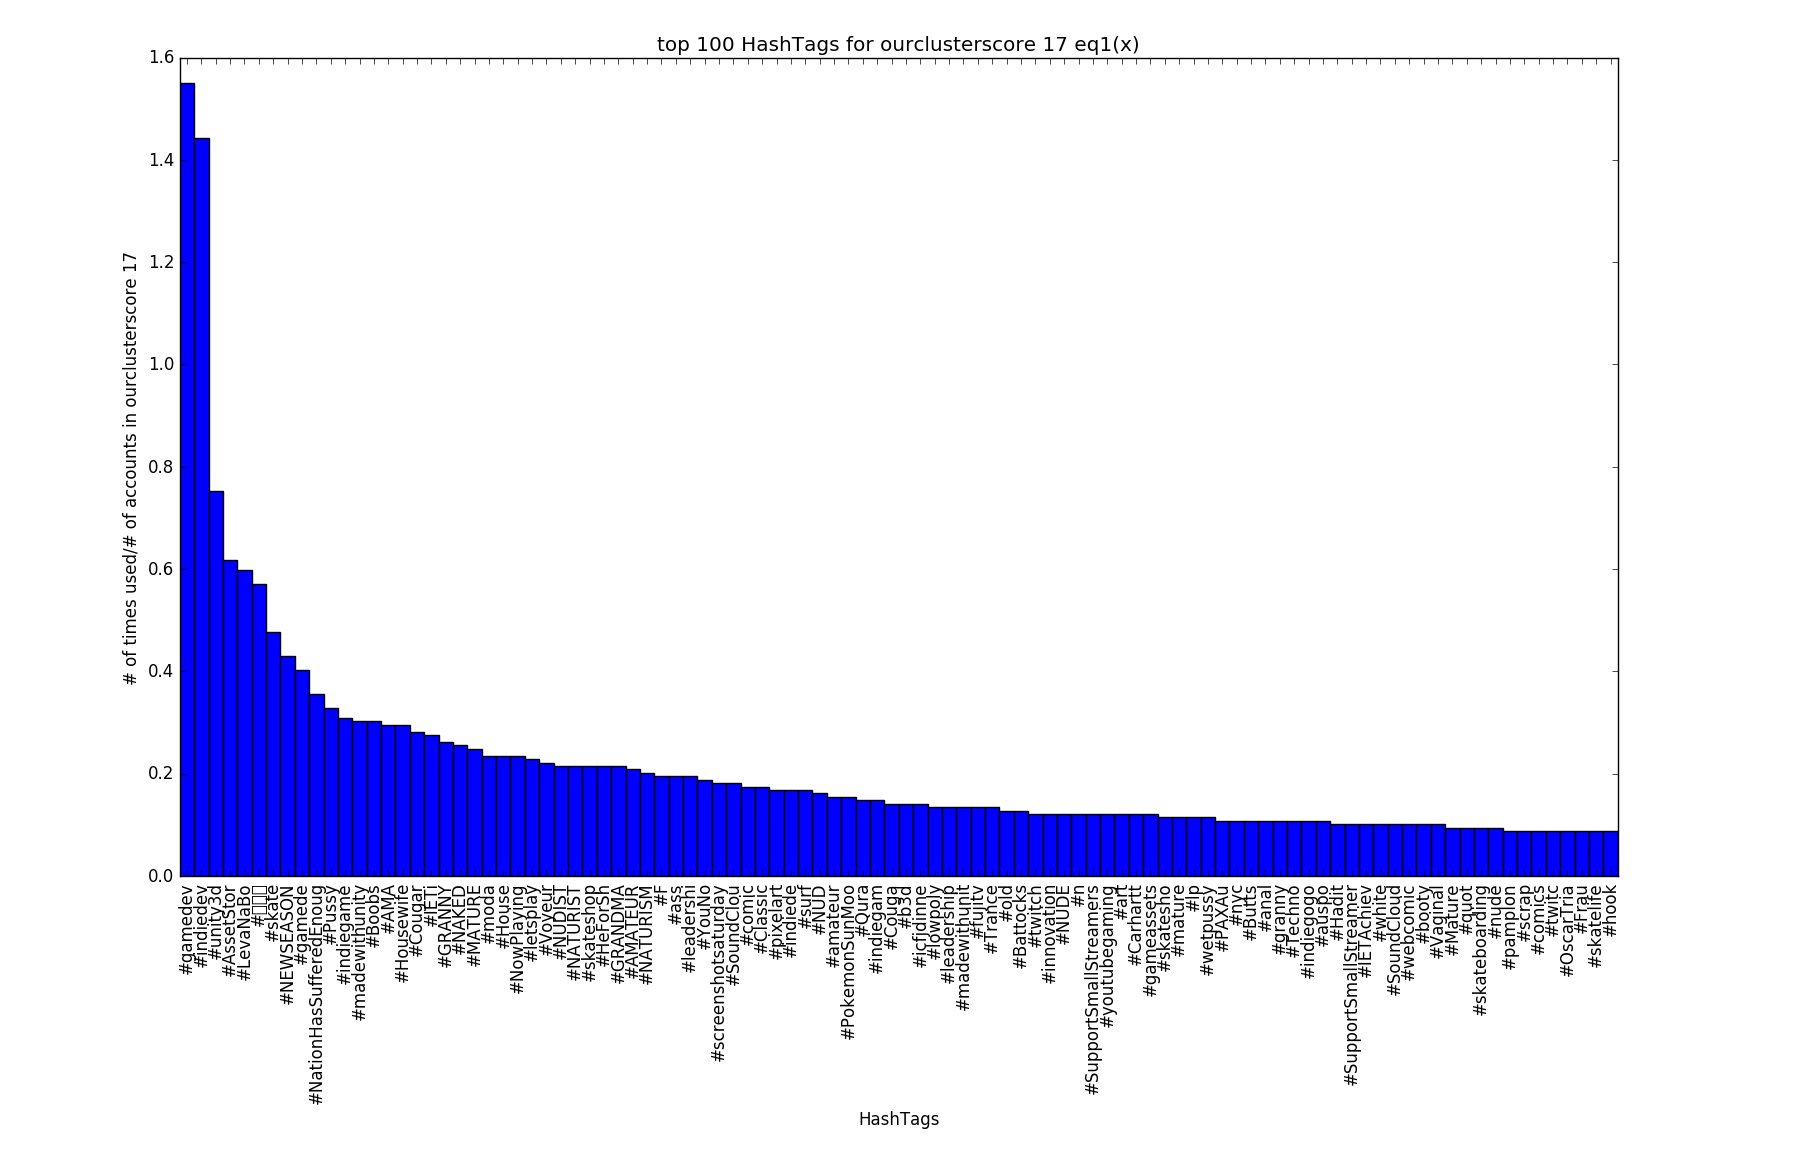 top 100 HashTags for ourclusterscore 17 eq1(x)
# of times used/# of accounts in ourclusterscore 17
1.6
1.4
1.2
1.0
0.8
0.6
0.4
0.2
0.0
#gamedev
#indiedev
#unity3d
#AssetStor
#LevaNaBo
#
#skate
#NEWSEASON
#gamede
#NationHasSufferedEnoug
#Pussy
#indiegame
#madewithunity
#Boobs
#AMA
#Housewife
#Cougar
#IETi
#GRANNY
#NAKED
#MATURE
#moda
#House
#NowPlaying
#letsplay
#Voyeur
#NUDIST
#NATURIST
#skateshop
#HeForSh
#GRANDMA
#AMATEUR
#NATURISM
#F
#ass
#leadershi
#YouNo
#screenshotsaturday
#SoundClou
#comic
#Classic
#pixelart
#indiede
#surf
#NUD
#amateur
#PokemonSunMoo
#Qura
#indiegam
#Couga
#b3d
#icfjdinne
#lowpoly
#leadership
#madewithunit
#fujitv
#Trance
#old
#Battocks
#twitch
#innovation
#NUDE
#n
#SupportSmallStreamers
#youtubegaming
#art
#Carhartt
#gameassets
#skatesho
#mature
#lp
#wetpussy
#PAXAu
#nyc
#Butts
#anal
#granny
#Techno
#indiegogo
#auspo
#Hadit
#SupportSmallStreamer
#IETAchiev
#white
#SoundCloud
#webcomic
#booty
#Vaginal
#Mature
#quot
#skateboarding
#nude
#pamplon
#scrap
#comics
#twitc
#OscarTria
#Frau
#skatelife
#hook
HashTags